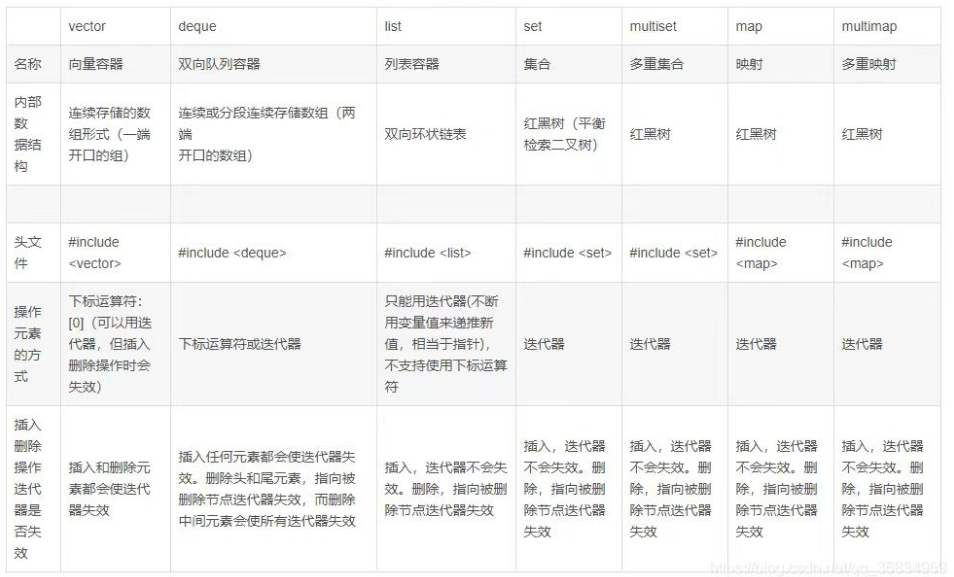 vector deque list set multiset map multimap
名称 向量容器 双向队列容器 列表容器 集合 多重集合 映射 多重映射
内部
数
据结
构
连续存储的数
组形式（一端
开口的组）
连续或分段连续存储数组（两
端
开口的数组）
双向环状链表
红黑树（平衡
检索二叉树）
红黑树
红黑树
红黑树
头文
件
#include
<vector>
#include <deque>
#include <list>
#include <set>
#include <set>
#include
<map>
#include
<map>
操作
元素
的方
式
下标运算符：
[0]（可以用迭
代器，但插入
删除操作时会
失效）
下标运算符或迭代器
只能用迭代器(不断
用变量值来递推新
值，相当于指针)，
不支持使用下标运算
符
迭代器
迭代器
迭代器
迭代器
插入
删除
操作
迭代
器是
否失
效
插入和删除元
素都会使迭代
器失效
插入任何元素都会使迭代器失
效。删除头和尾元素，指向被
删除节点迭代器失效，而删除
中间元素会使所有迭代器失效
插入，迭代器不会失
效。删除，指向被删
除节点迭代器失效
插入，迭代器
不会失效。删
除，指向被删
除节点迭代器
失效
插入，迭代器
不会失效。删
除，指向被删
除节点迭代器
失效
插入，迭代器
不会失效。删
除，指向被删
除节点迭代器
失效
插入，迭代器
不会失效。删
除，指向被删
除节点迭代器
失效
https://blog.csdn.net/qq_36834959